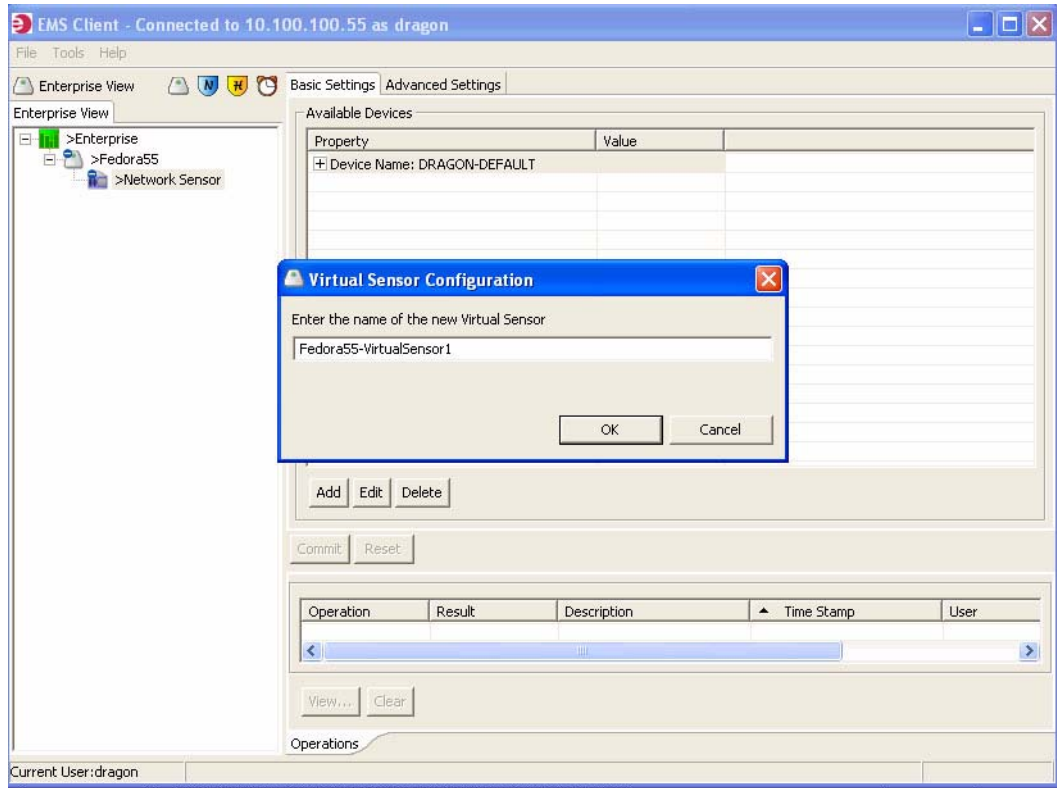 EMS Client - Connected to 10.100.100.55 as dragon
File Tools Help
Enterprise View N H
Basic Settings Advanced Settings
Enterprise View
>Enterprise
>Fedora55
>Network Sensor
Available Devices
Property Value
Device Name: DRAGON-DEFAULT
Virtual Sensor Configuration
Enter the name of the new Virtual Sensor
Fedora55-VirtualSensor1
OK Cancel
Add Edit Delete
Commit Reset
Operation Result Description Time Stamp User
View... Clear
Operations
Current User:dragon